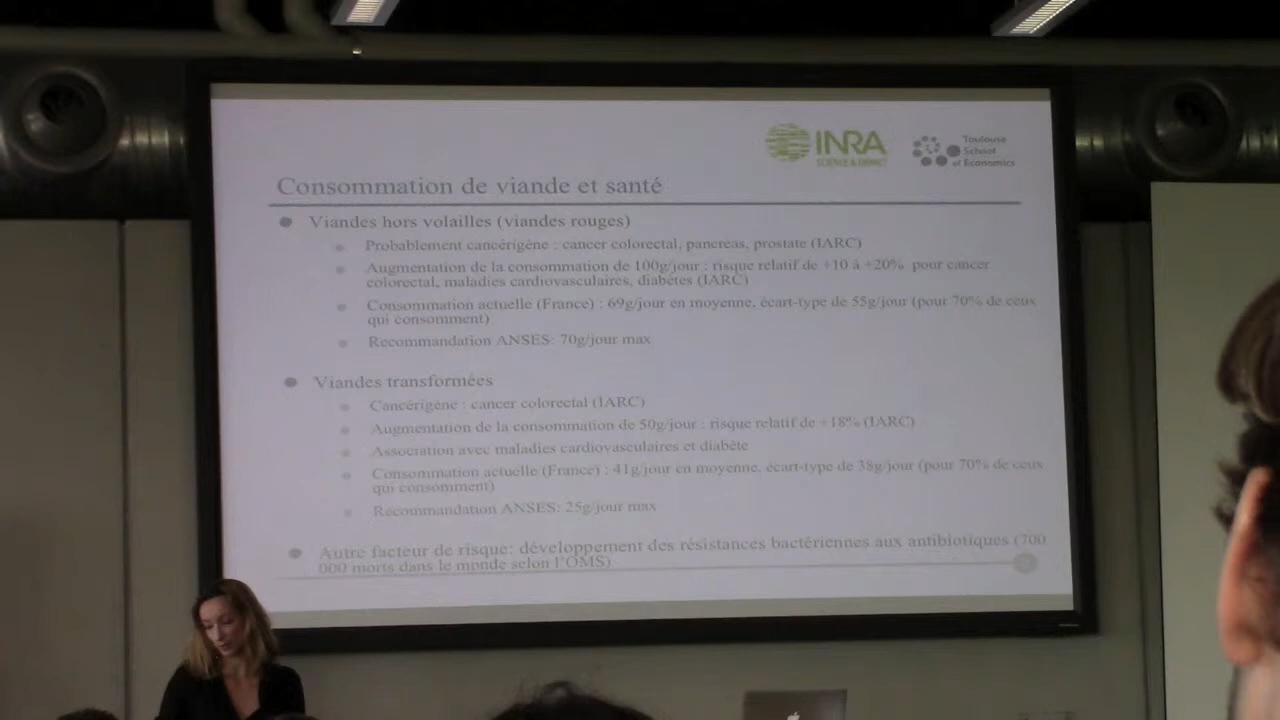 INRA
SCIENCE & IMPACT
Toulouse
School
of Economics
Consommation de viande et santé
Viandes hors volailles (viandes rouges)
Probablement cancérigène : cancer colorectal, pancréas, prostate (IARC)
Augmentation de la consommation de 100g/jour : risque relatif de +10 à +20% pour cancer
colorectal, maladies cardiovasculaires, diabètes (IARC)
Consommation actuelle (France) : 69g/jour en moyenne, écart-type de 55g/jour (pour 70% de ceux
qui consomment)
Recommandation ANSES: 70g/jour max
Viandes transformées
Cancérigène : cancer colorectal (IARC)
Augmentation de la consommation de 50g/jour : risque relatif de +18% (IARC)
Association avec maladies cardiovasculaires et diabète
Consommation actuelle (France) : 41g/jour en moyenne, écart-type de 38g/jour (pour 70% de ceux
qui consomment)
Recommandation ANSES: 25g/jour max
Autre facteur de risque: développement des résistances bactériennes aux antibiotiques (700
000 morts dans le monde selon l'OMS)